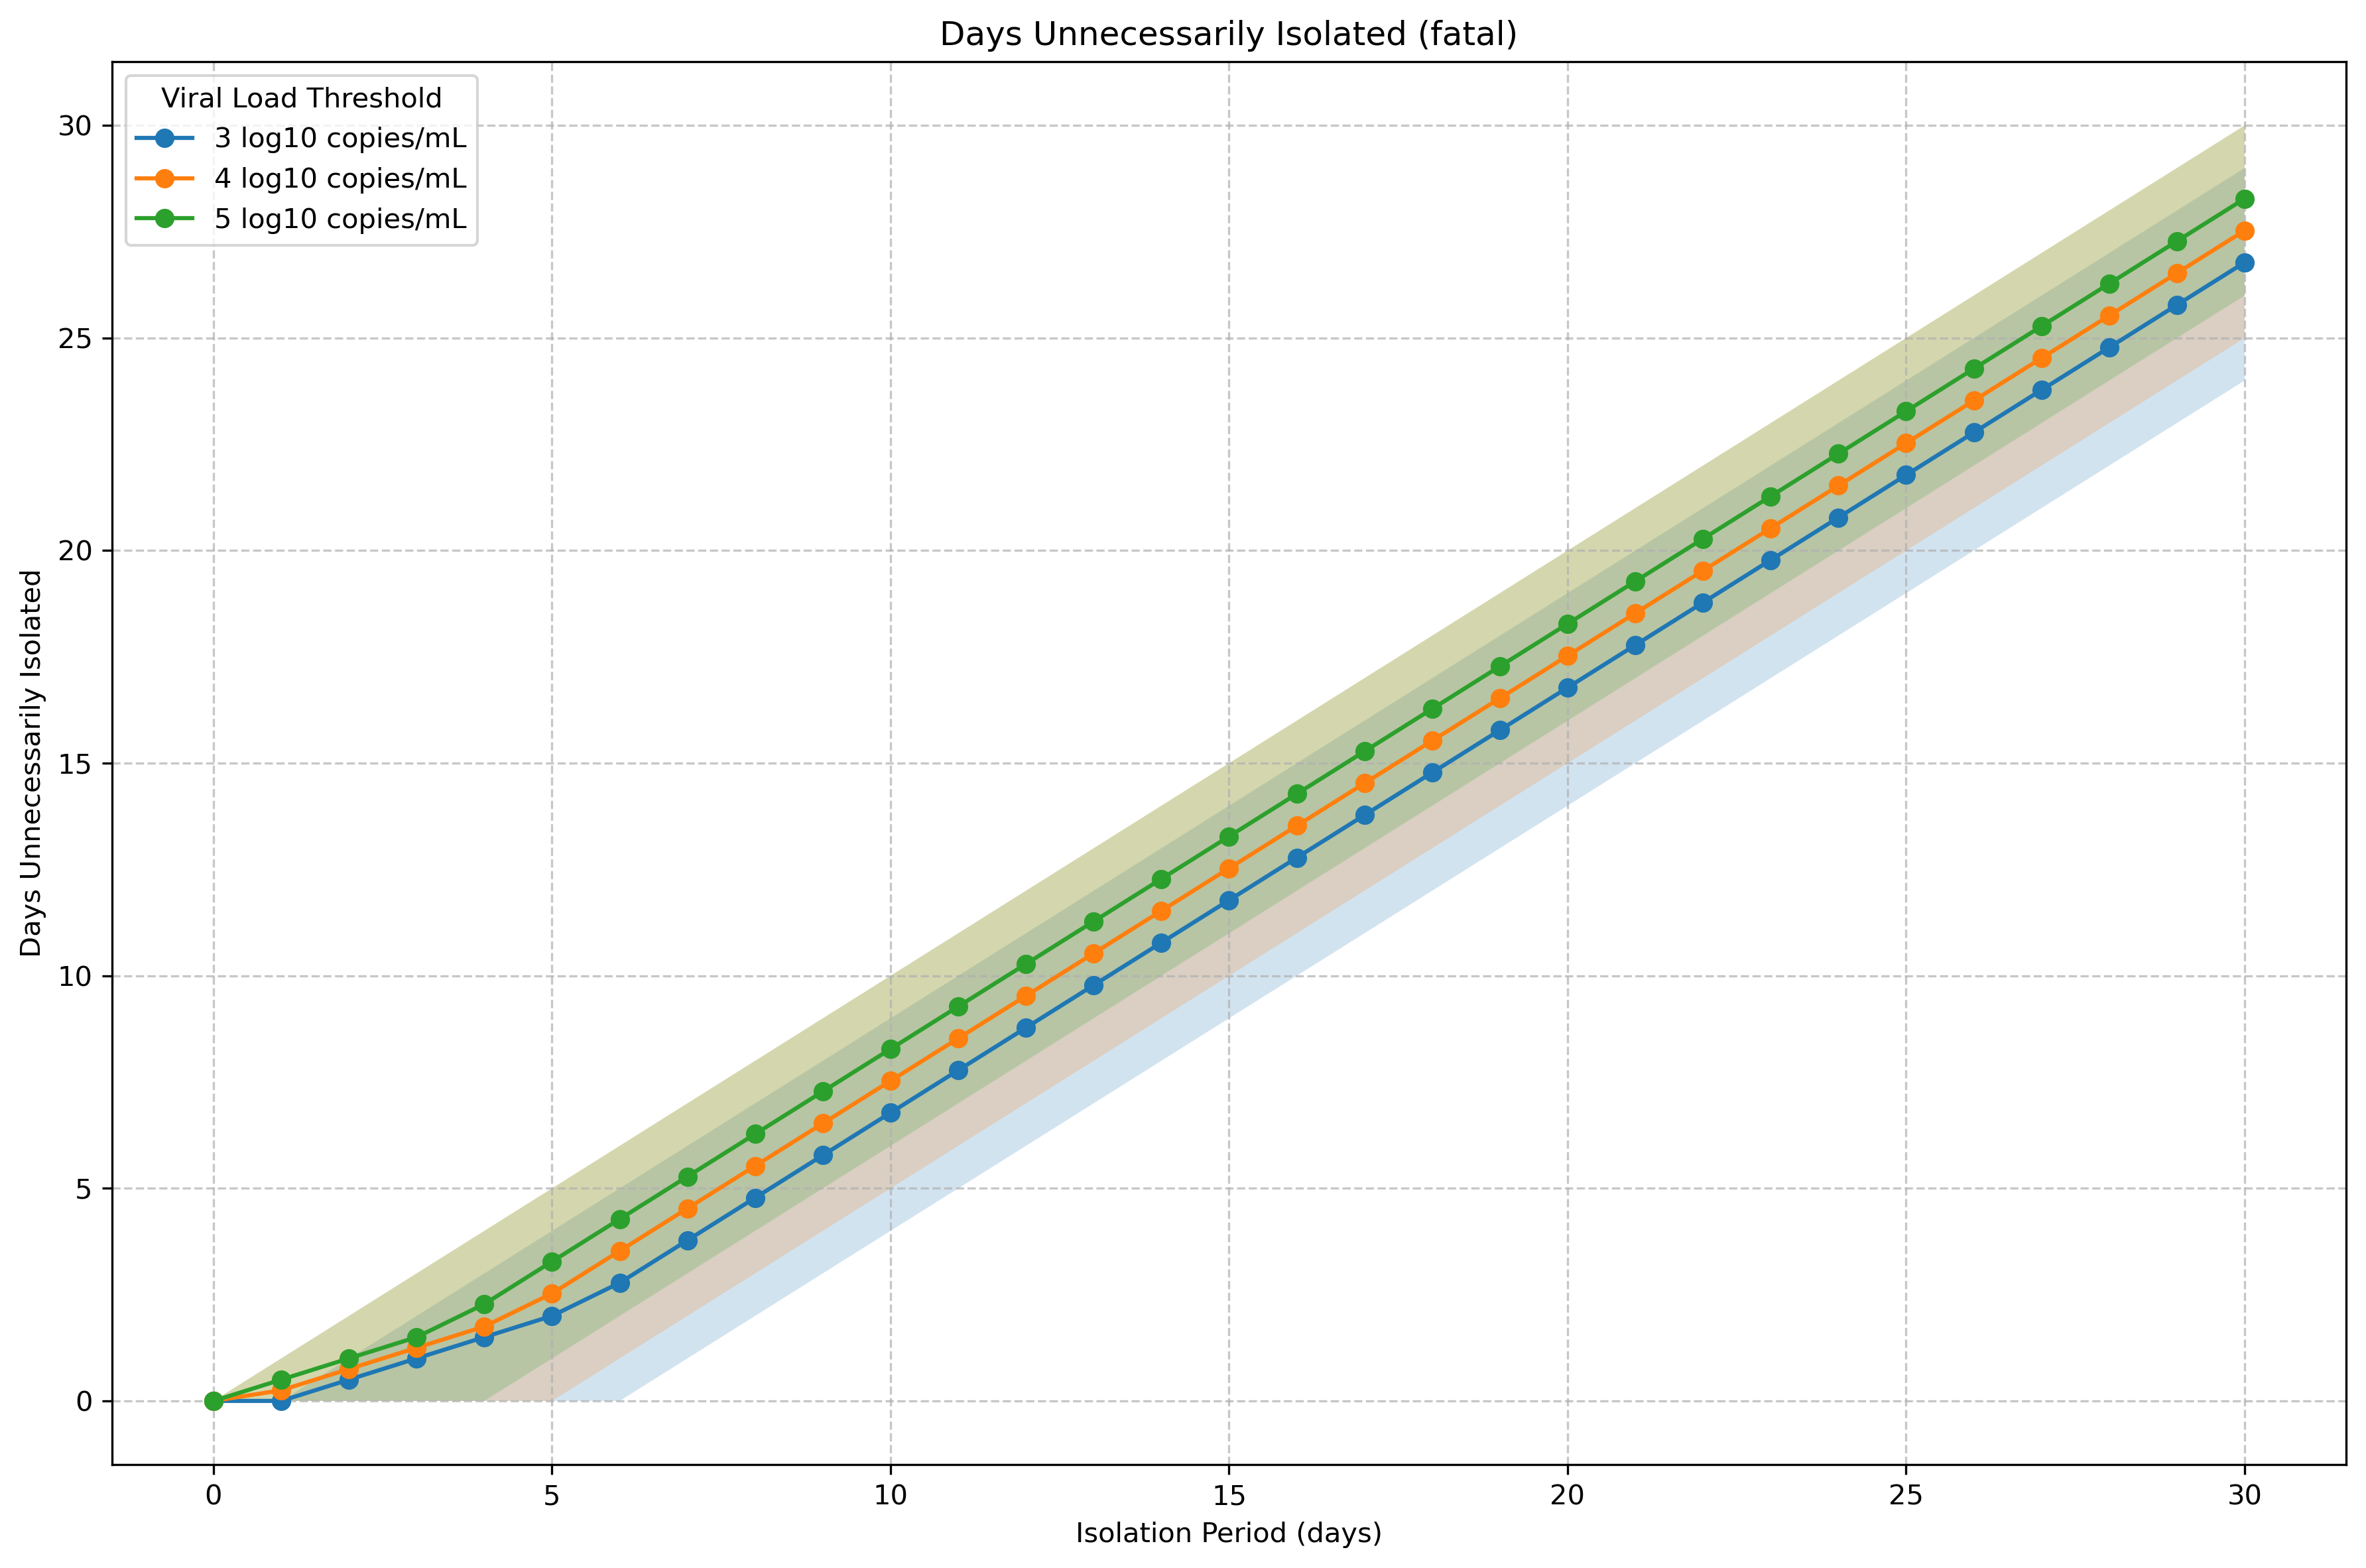 Days Unnecessarily Isolated (fatal)
Viral Load Threshold
3 log10 copies/mL
4 log10 copies/mL
5 log10 copies/mL
30
25
20
15
10
5
0
Days Unnecessarily Isolated
0 5 10 15 20 25 30
Isolation Period (days)